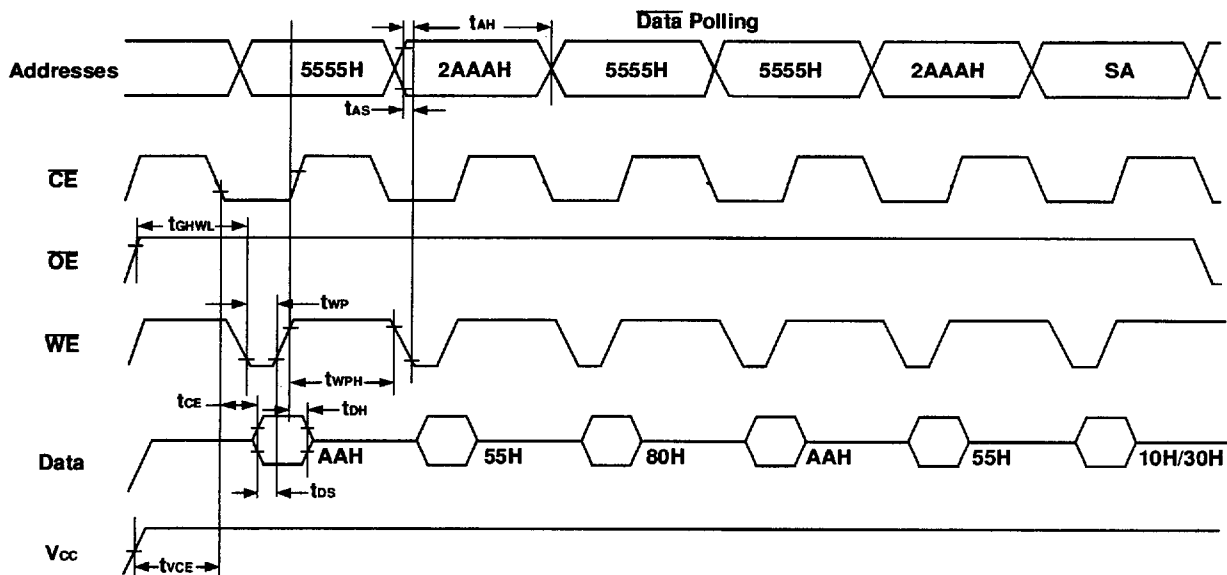 tAH
Data Polling
Addresses
5555H
2AAAH
5555H
5555H
2AAAH
SA
tAS
CE
tGHWL
OE
tWP
WE
tWPH
tCE
tDH
Data
AAH
55H
80H
AAH
55H
10H/30H
tDS
Vcc
tVCE